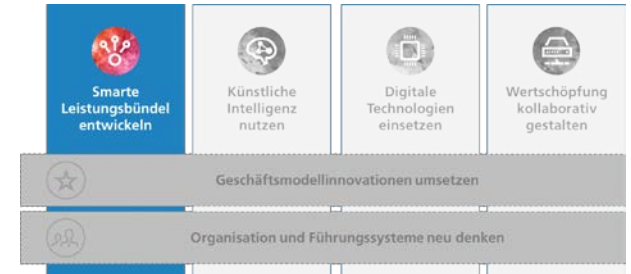 Smarte
Leistungsbündel
entwickeln
Künstliche
Intelligenz
nutzen
Digitale
Technologien
einsetzen
Wertschöpfung
kollaborativ
gestalten
Geschäftsmodellinnovationen umsetzen
Organisation und Führungssysteme neu denken